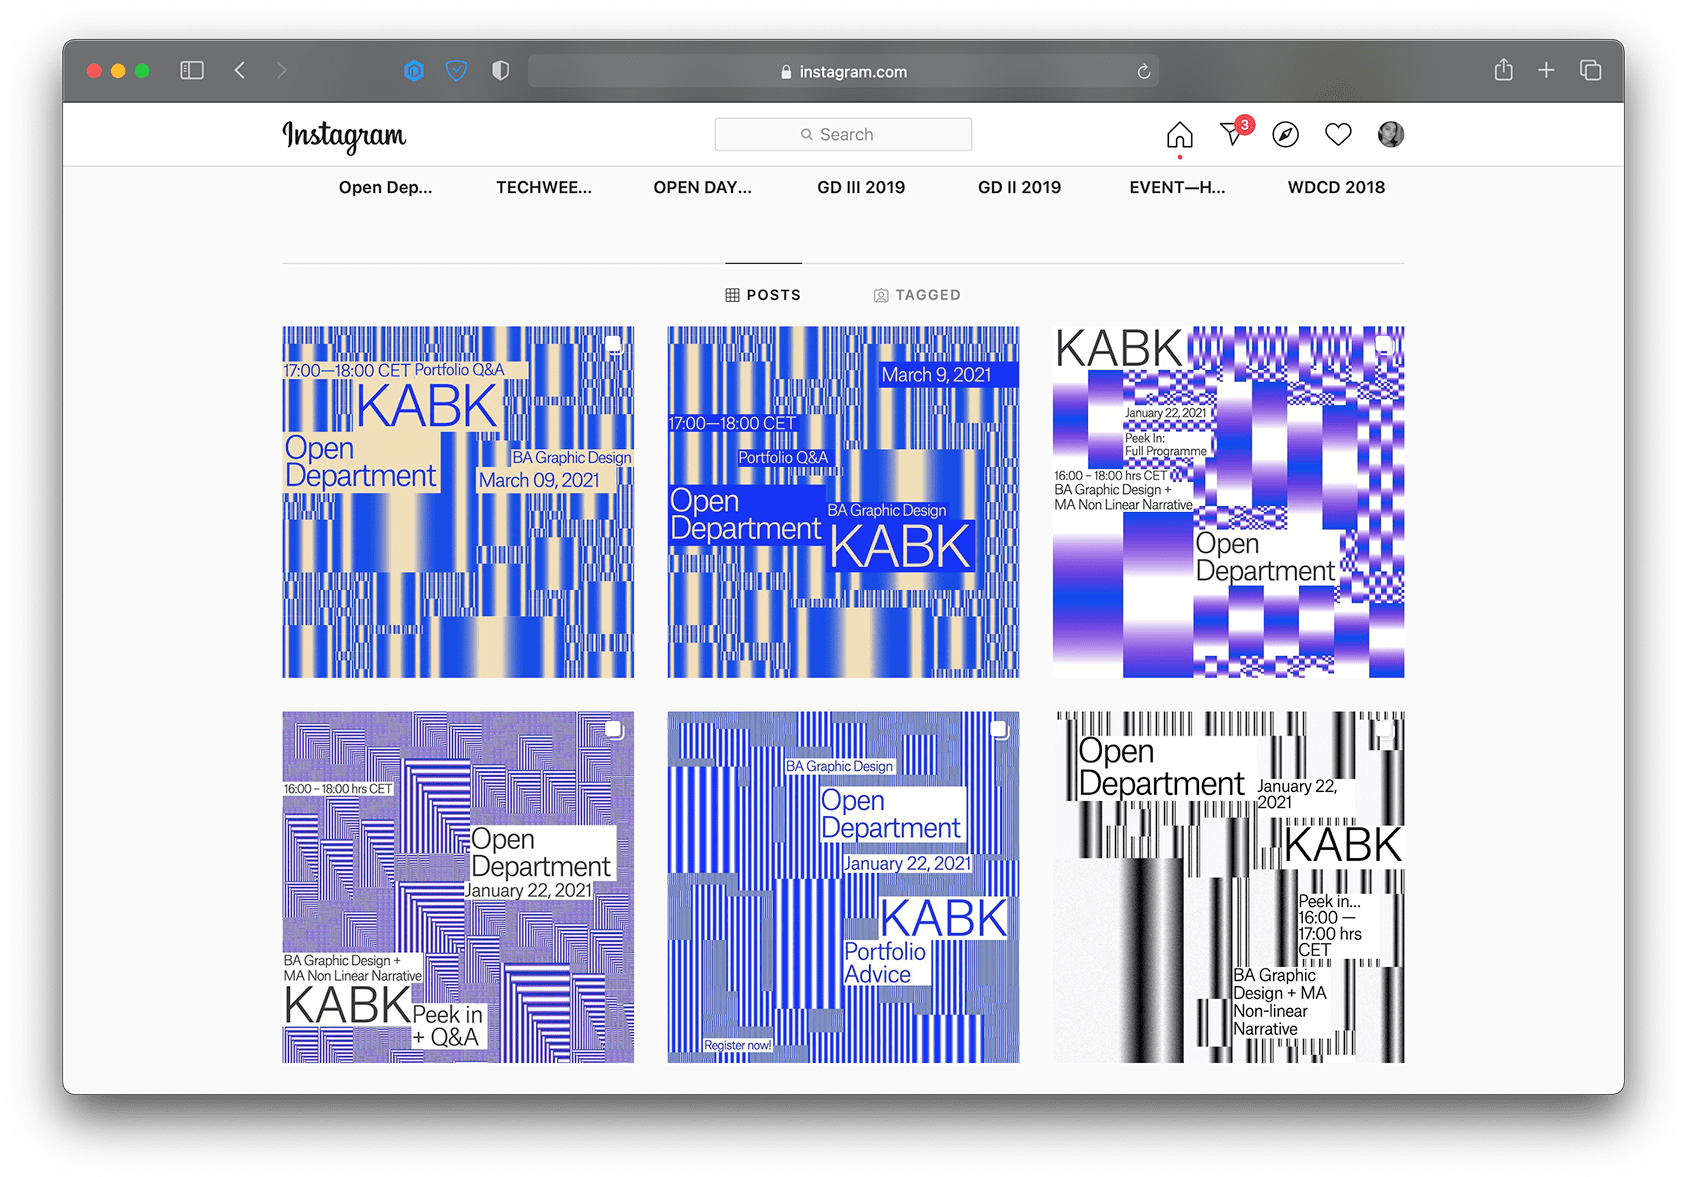 instagram.com
Instagram
Search
3
Open Dep...
TECHWEE...
OPEN DAY...
GD III 2019
GD II 2019
EVENT—H...
WDCD 2018
POSTS
TAGGED
17:00—18:00 CET Portfolio Q&A
KABK
Open
Department
BA Graphic Design
March 09, 2021
March 9, 2021
17:00—18:00 CET
Portfolio Q&A
Open
Department
BA Graphic Design
KABK
KABK
January 22, 2021
Peek In:
Full Programme
16:00 – 18:00 hrs CET
BA Graphic Design +
MA Non Linear Narrative
Open
Department
16:00 – 18:00 hrs CET
Open
Department
January 22, 2021
BA Graphic Design +
MA Non Linear Narrative
KABK
Peek in
+ Q&A
BA Graphic Design
Open
Department
January 22, 2021
KABK
Portfolio
Advice
Register now!
Open
Department
January 22,
2021
KABK
Peek in...
16:00 —
17:00 hrs
CET
BA Graphic
Design + MA
Non-linear
Narrative